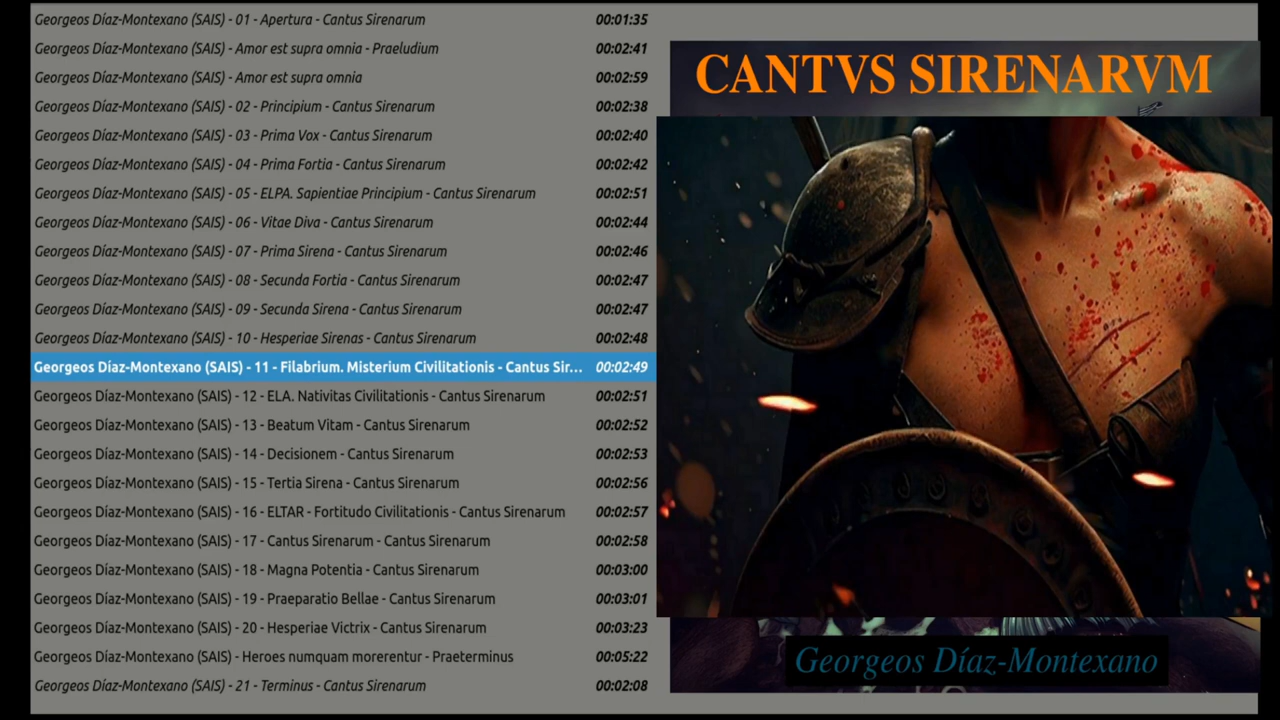 Georgeos Díaz-Montexano (SAIS) - 01 - Apertura - Cantus Sirenarum 00:01:35
Georgeos Díaz-Montexano (SAIS) - Amor est supra omnia - Praeludium 00:02:41
Georgeos Díaz-Montexano (SAIS) - Amor est supra omnia 00:02:59
Georgeos Díaz-Montexano (SAIS) - 02 - Principium - Cantus Sirenarum 00:02:38
Georgeos Díaz-Montexano (SAIS) - 03 - Prima Vox - Cantus Sirenarum 00:02:40
Georgeos Díaz-Montexano (SAIS) - 04 - Prima Fortia - Cantus Sirenarum 00:02:42
Georgeos Díaz-Montexano (SAIS) - 05 - ELPA. Sapientiae Principium - Cantus Sirenarum 00:02:51
Georgeos Díaz-Montexano (SAIS) - 06 - Vitae Diva - Cantus Sirenarum 00:02:44
Georgeos Díaz-Montexano (SAIS) - 07 - Prima Sirena - Cantus Sirenarum 00:02:46
Georgeos Díaz-Montexano (SAIS) - 08 - Secunda Fortia - Cantus Sirenarum 00:02:47
Georgeos Díaz-Montexano (SAIS) - 09 - Secunda Sirena - Cantus Sirenarum 00:02:47
Georgeos Díaz-Montexano (SAIS) - 10 - Hesperiae Sirenas - Cantus Sirenarum 00:02:48
Georgeos Díaz-Montexano (SAIS) - 11 - Filabrium. Misterium Civilitationis - Cantus Sir... 00:02:49
Georgeos Díaz-Montexano (SAIS) - 12 - ELA. Nativitas Civilitationis - Cantus Sirenarum 00:02:51
Georgeos Díaz-Montexano (SAIS) - 13 - Beatum Vitam - Cantus Sirenarum 00:02:52
Georgeos Díaz-Montexano (SAIS) - 14 - Decisionem - Cantus Sirenarum 00:02:53
Georgeos Díaz-Montexano (SAIS) - 15 - Tertia Sirena - Cantus Sirenarum 00:02:56
Georgeos Díaz-Montexano (SAIS) - 16 - ELTAR - Fortitudo Civilitationis - Cantus Sirenarum 00:02:57
Georgeos Díaz-Montexano (SAIS) - 17 - Cantus Sirenarum - Cantus Sirenarum 00:02:58
Georgeos Díaz-Montexano (SAIS) - 18 - Magna Potentia - Cantus Sirenarum 00:03:00
Georgeos Díaz-Montexano (SAIS) - 19 - Praeparatio Bellae - Cantus Sirenarum 00:03:01
Georgeos Díaz-Montexano (SAIS) - 20 - Hesperiae Victrix - Cantus Sirenarum 00:03:23
Georgeos Díaz-Montexano (SAIS) - Heroes numquam morerentur - Praeterminus 00:05:22
Georgeos Díaz-Montexano (SAIS) - 21 - Terminus - Cantus Sirenarum 00:02:08
CANTVS SIRENARVM
Georgeos Díaz-Montexano